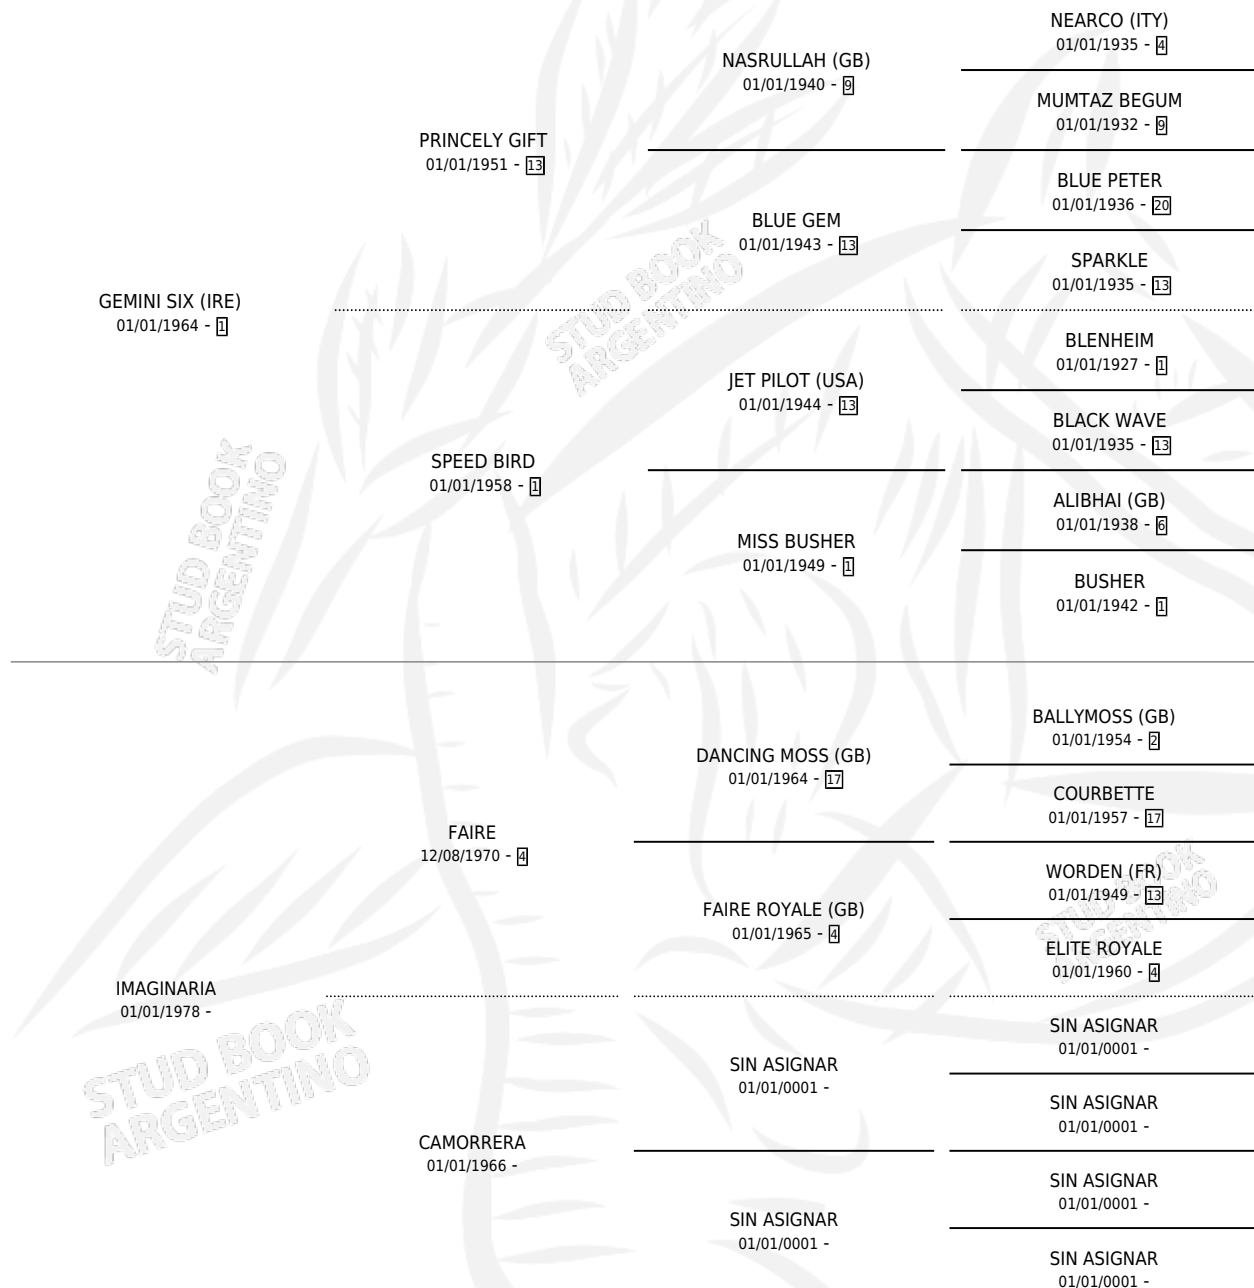 NEARCO (ITY)
01/01/1935 - 4
NASRULLAH (GB)
01/01/1940 - 9
MUMTAZ BEGUM
01/01/1932 - 9
PRINCELY GIFT
01/01/1951 - 13
BLUE PETER
01/01/1936 - 20
BLUE GEM
01/01/1943 - 13
SPARKLE
01/01/1935 - 13
GEMINI SIX (IRE)
01/01/1964 - 1
BLENHEIM
01/01/1927 - 1
JET PILOT (USA)
01/01/1944 - 13
BLACK WAVE
01/01/1935 - 13
SPEED BIRD
01/01/1958 - 1
ALIBHAI (GB)
01/01/1938 - 6
MISS BUSHER
01/01/1949 - 1
BUSHER
01/01/1942 - 1
BALLYMOSS (GB)
01/01/1954 - 2
DANCING MOSS (GB)
01/01/1964 - 17
COURBETTE
01/01/1957 - 17
FAIRE
12/08/1970 - 4
WORDEN (FR)
01/01/1949 - 13
FAIRE ROYALE (GB)
01/01/1965 - 4
ELITE ROYALE
01/01/1960 - 4
IMAGINARIA
01/01/1978 -
SIN ASIGNAR
01/01/0001 -
SIN ASIGNAR
01/01/0001 -
SIN ASIGNAR
01/01/0001 -
CAMORRERA
01/01/1966 -
SIN ASIGNAR
01/01/0001 -
SIN ASIGNAR
01/01/0001 -
SIN ASIGNAR
01/01/0001 -
STUD BOOK
ARGENTINO
STUD BOOK
ARGENTINO
STUD BOOK
ARGENTINO
STUD BOOK
ARGENTINO